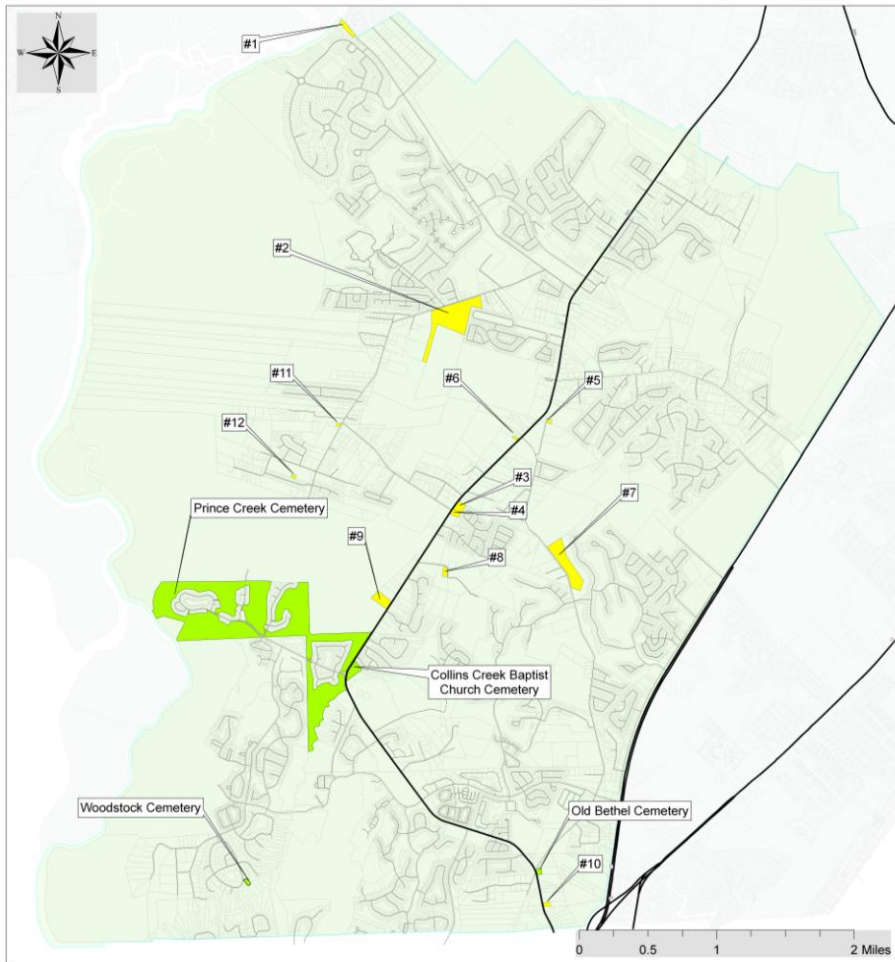 N
W
E
S
#1
#2
#11
#6
#5
#12
#3
#4
#7
Prince Creek Cemetery
#9
#8
Collins Creek Baptist
Church Cemetery
Woodstock Cemetery
Old Bethel Cemetery
#10
0
0.5
1
2 Miles